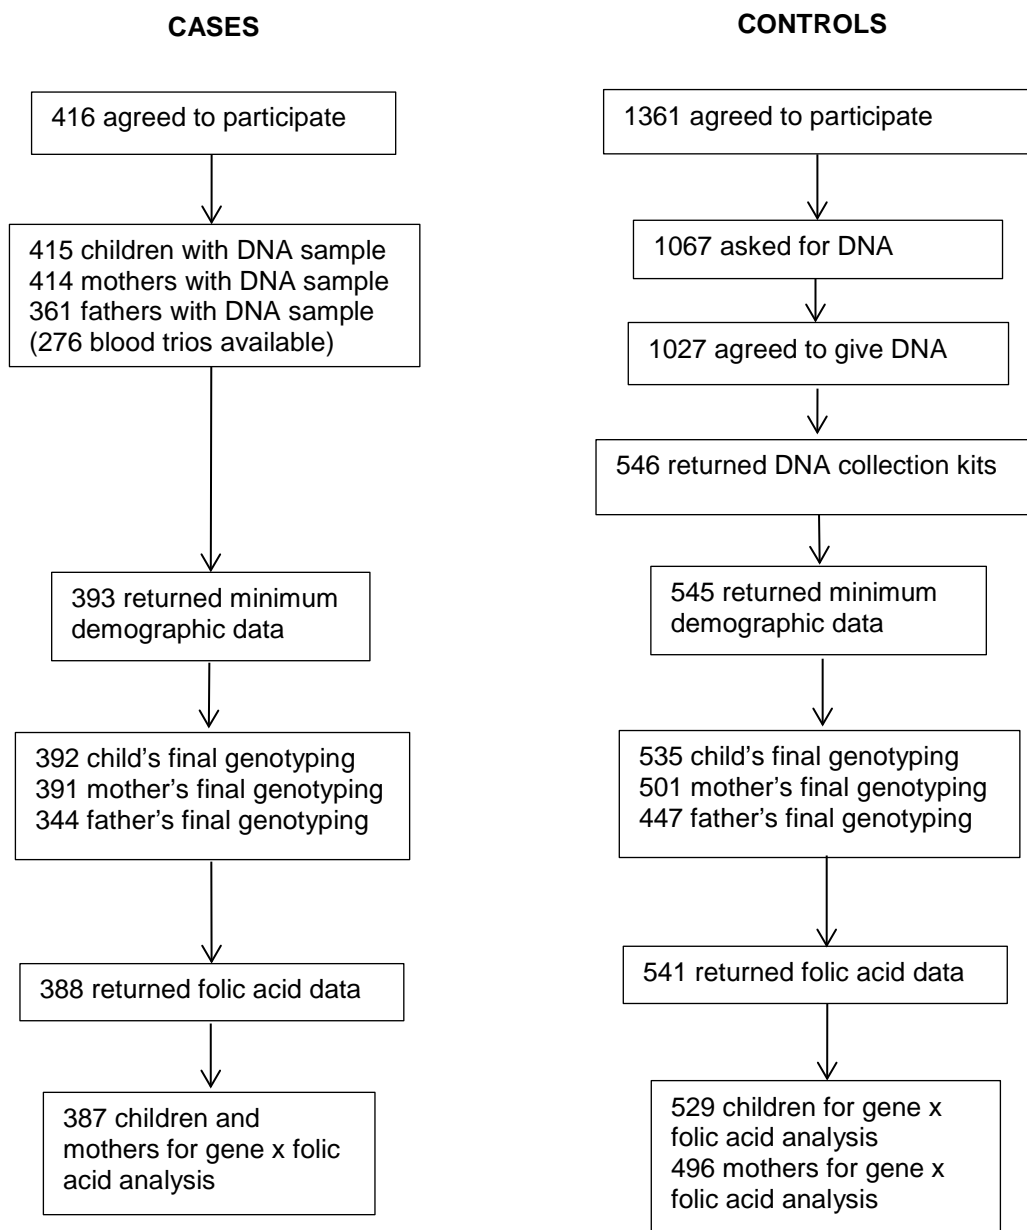 CASES
416 agreed to participate
415 children with DNA sample
414 mothers with DNA sample
361 fathers with DNA sample
(276 blood trios available)
393 returned minimum
demographic data
392 child’s final genotyping
391 mother’s final genotyping
344 father’s final genotyping
388 returned folic acid data
387 children and
mothers for gene x folic
acid analysis
CONTROLS
1361 agreed to participate
1067 asked for DNA
1027 agreed to give DNA
546 returned DNA collection kits
545 returned minimum
demographic data
535 child’s final genotyping
501 mother’s final genotyping
447 father’s final genotyping
541 returned folic acid data
529 children for gene x
folic acid analysis
496 mothers for gene x
folic acid analysis